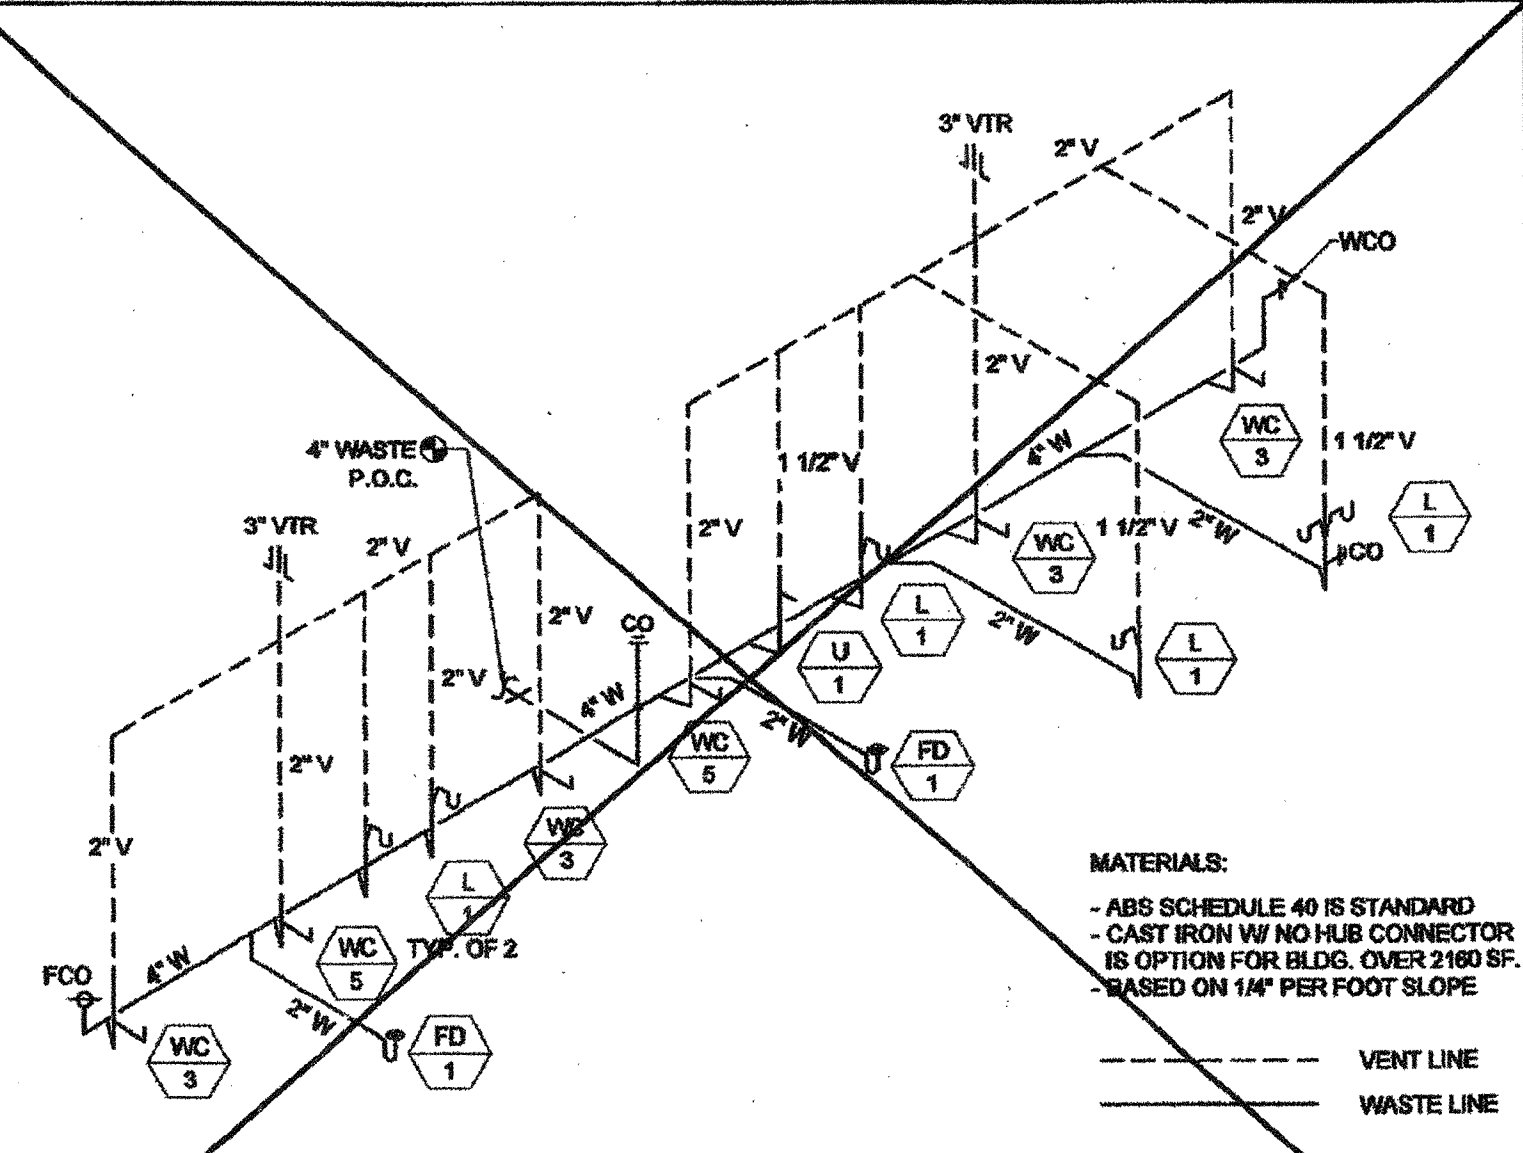 3" VTR
2" V
2" V
WCO
2" V
4" W
WC
3
1 1/2" V
4" WASTE
P.O.C.
1 1/2" V
L
1
3" VTR
2" V
2" V
1 1/2" V
2" W
WC
3
CO
2" V
CO
L
1
2" W
U
1
L
1
2" V
4" W
2" V
2" W
WC
5
FD
1
2" V
WC
3
L
1
TYP. OF 2
WC
5
4" W
FCO
2" W
WC
3
FD
1
MATERIALS:
- ABS SCHEDULE 40 IS STANDARD
- CAST IRON W/ NO HUB CONNECTOR
IS OPTION FOR BLDG. OVER 2160 SF.
- BASED ON 1/4" PER FOOT SLOPE
VENT LINE
WASTE LINE